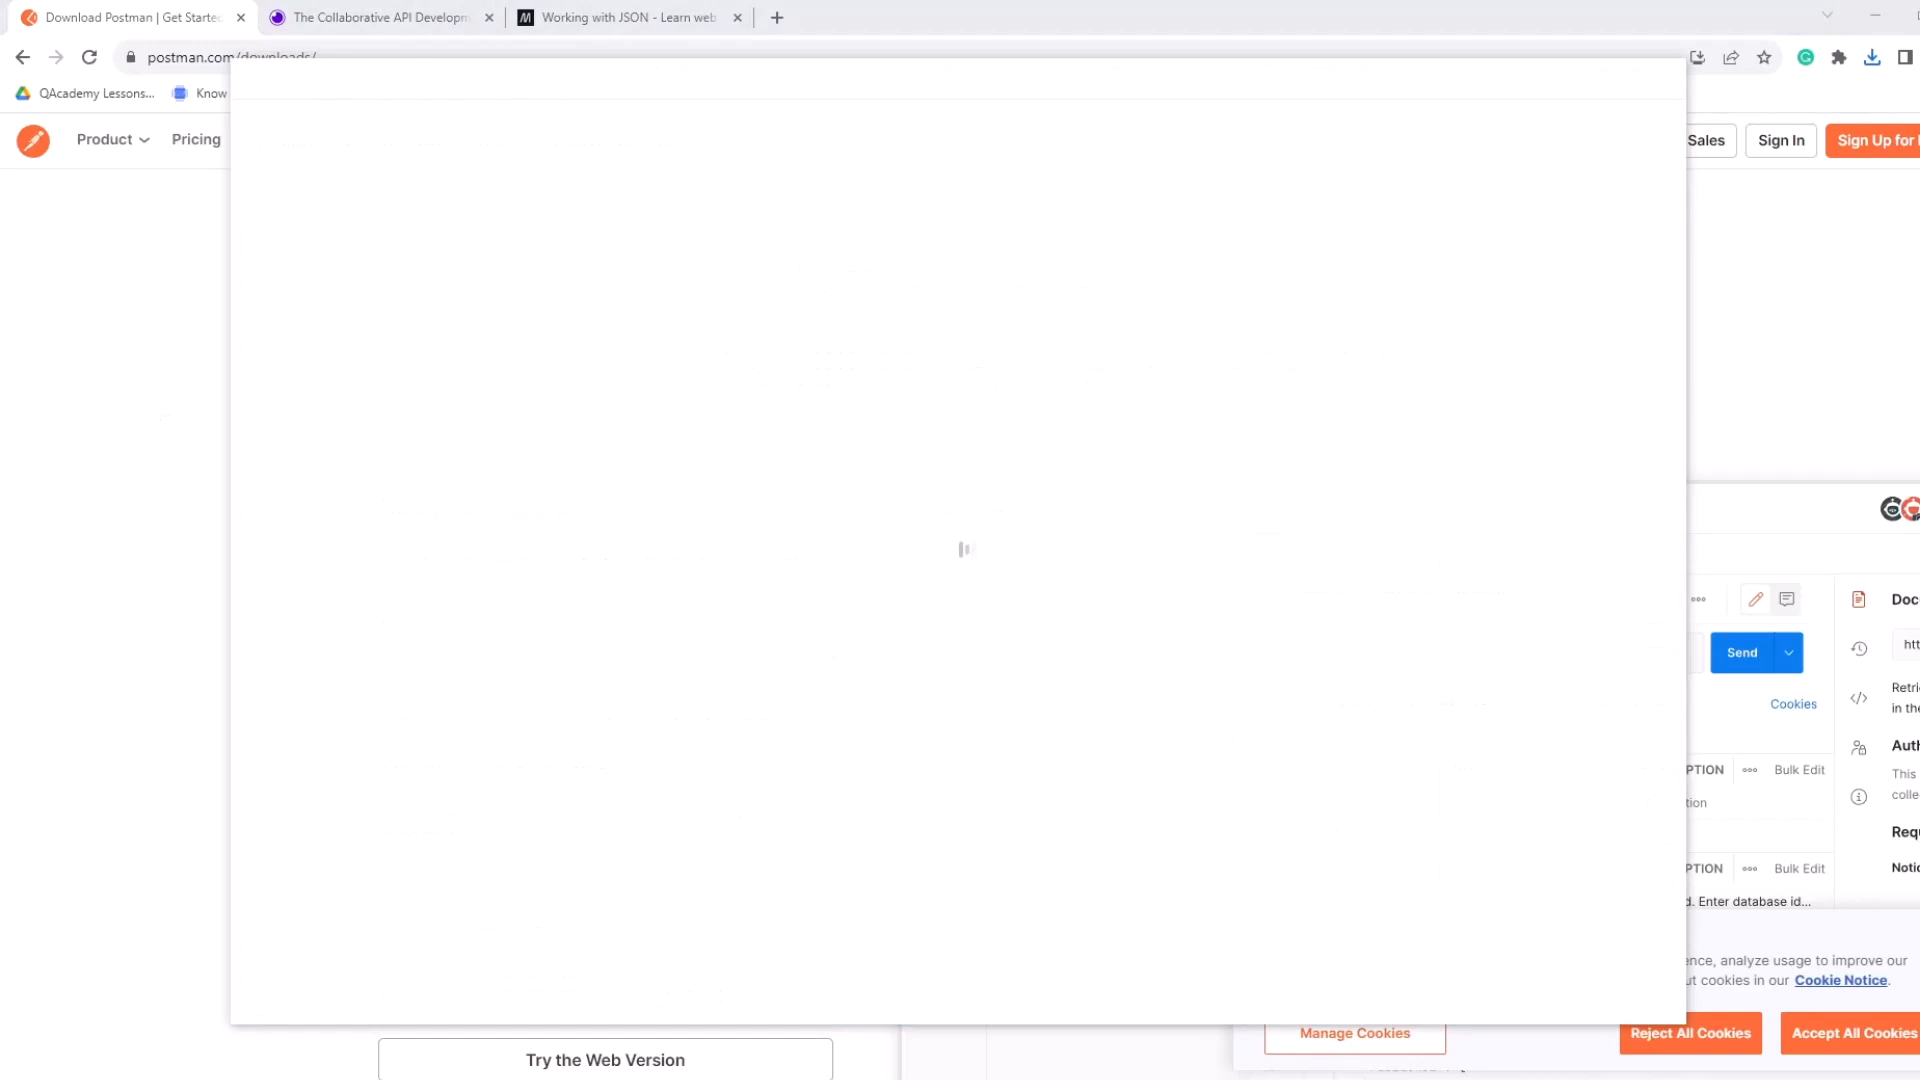 Download Postman | Get Starte
The Collaborative API Developm
Working with JSON - Learn web
postman.com/downloads/
QAcademy Lessons...
Know
Product
Pricing
Sales
Sign In
Sign Up for
Doc
Send
htt
Retri
in the
Cookies
Auth
This
colle
PTION
Bulk Edit
tion
Requ
PTION
Bulk Edit
Notic
d. Enter database id...
ence, analyze usage to improve our
ut cookies in our Cookie Notice.
Manage Cookies
Reject All Cookies
Accept All Cookies
Try the Web Version